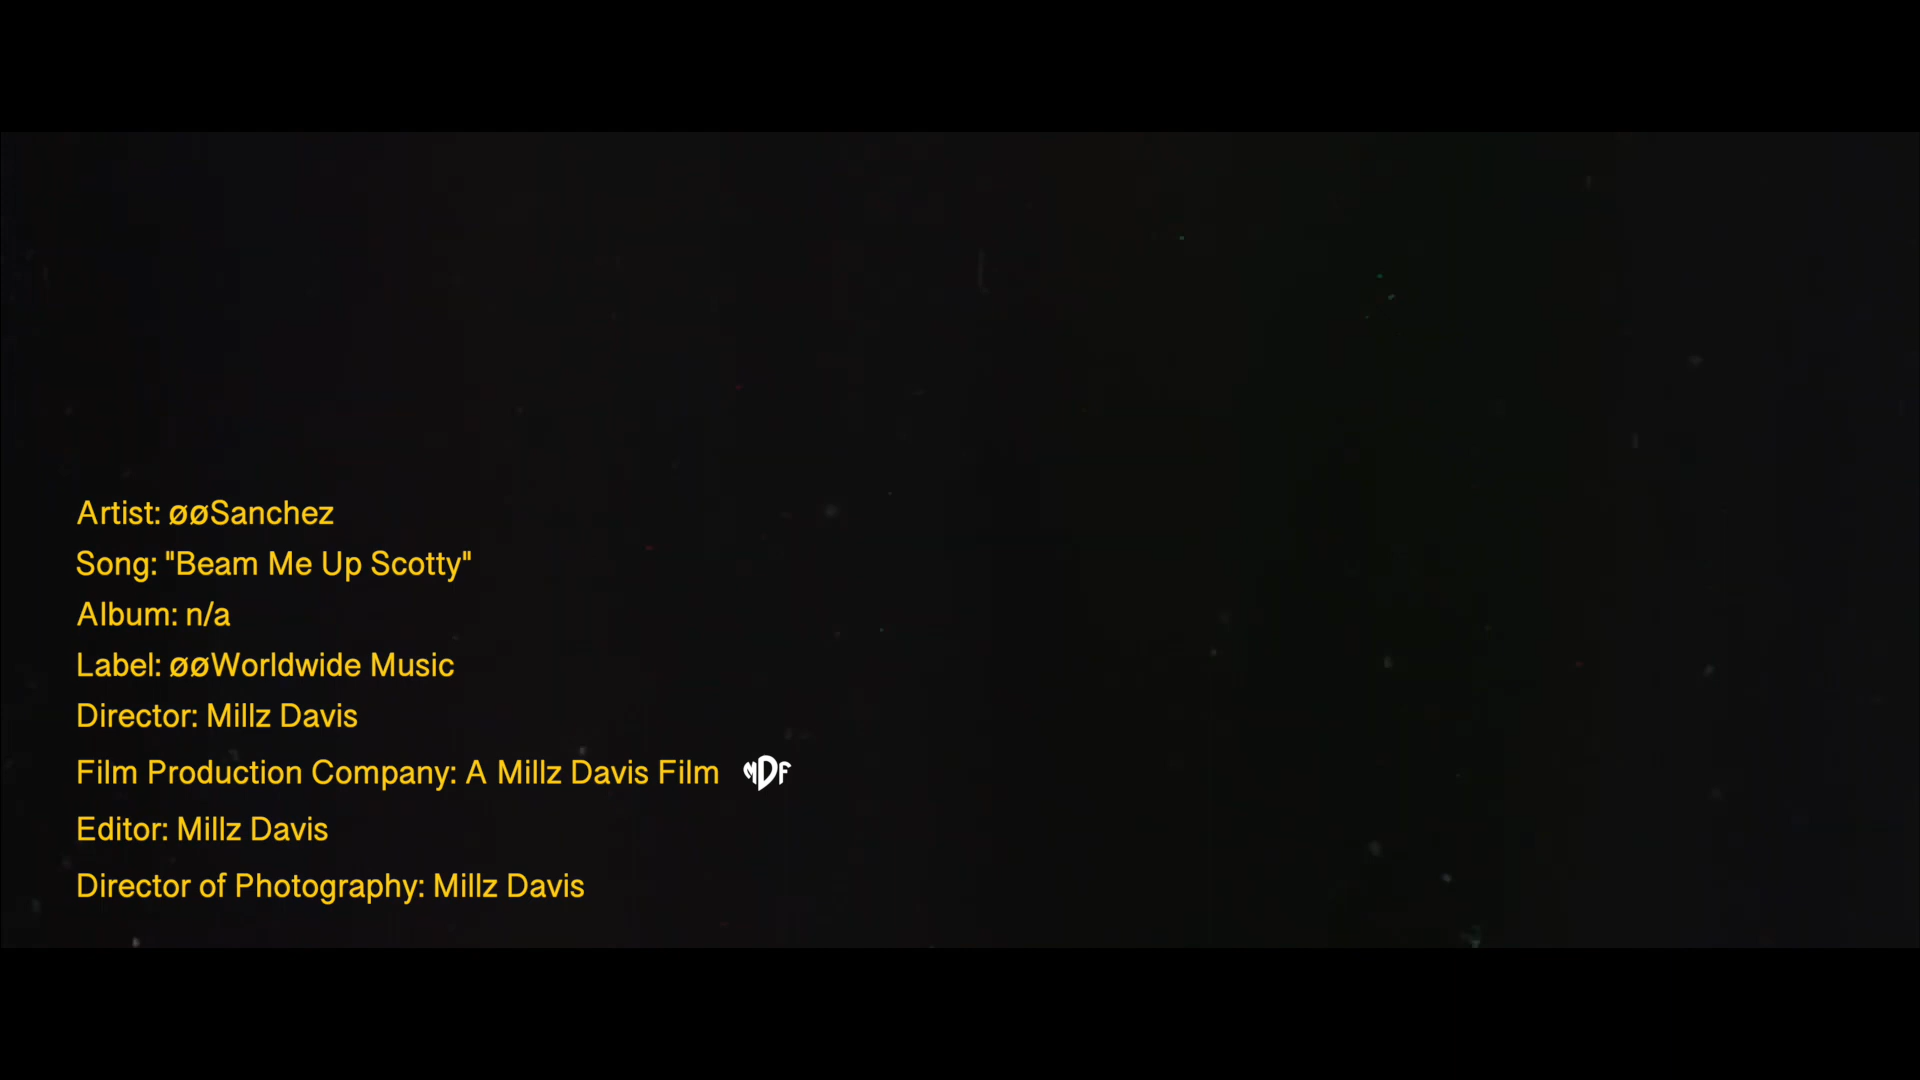 Artist: øøSanchez
Song: "Beam Me Up Scotty"
Album: n/a
Label: øøWorldwide Music
Director: Millz Davis
Film Production Company: A Millz Davis Film MDF
Editor: Millz Davis
Director of Photography: Millz Davis